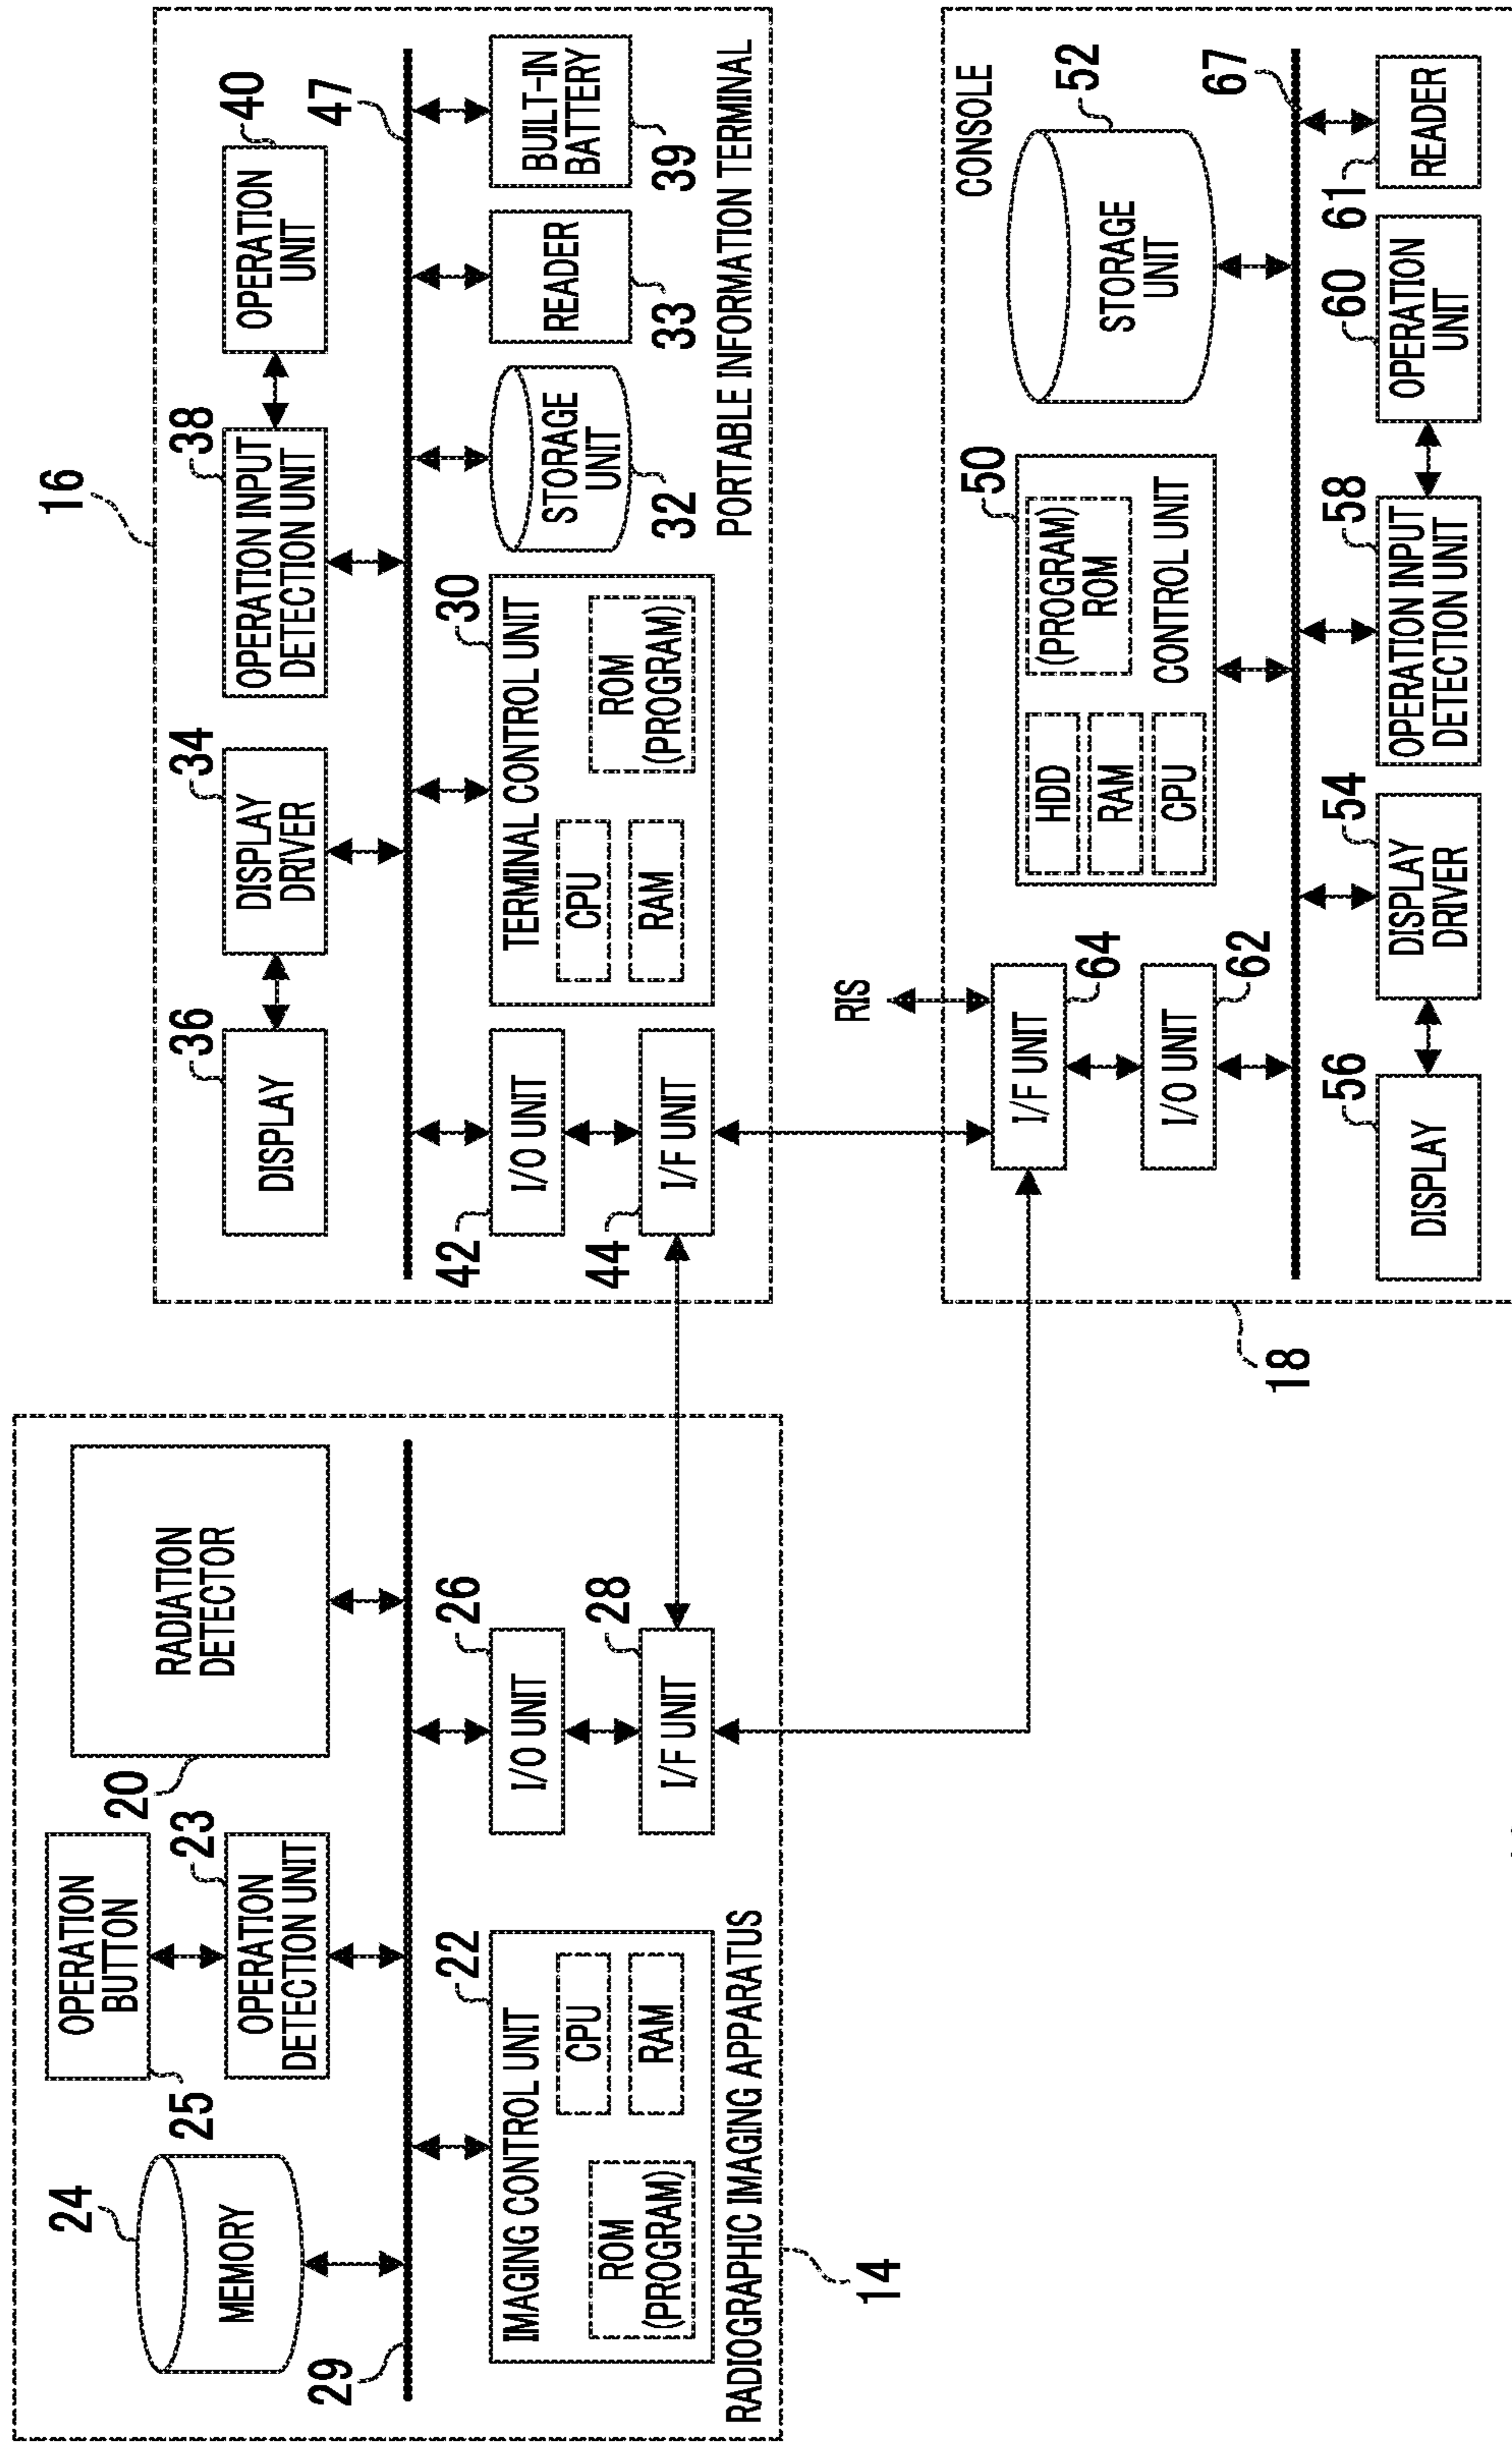 24
MEMORY
25
OPERATION
BUTTON
23
OPERATION
DETECTION UNIT
20
RADIATION
DETECTOR
29
22
IMAGING CONTROL UNIT
ROM
(PROGRAM)
CPU
RAM
26
I/O UNIT
28
I/F UNIT
RADIOGRAPHIC IMAGING APPARATUS
14
16
36
DISPLAY
34
DISPLAY
DRIVER
38
OPERATION INPUT
DETECTION UNIT
40
OPERATION
UNIT
47
42
I/O UNIT
44
I/F UNIT
30
TERMINAL CONTROL UNIT
CPU
RAM
ROM
(PROGRAM)
STORAGE
UNIT
32
READER
33
BUILT-IN
BATTERY
39
PORTABLE INFORMATION TERMINAL
RIS
CONSOLE
I/F UNIT
64
I/O UNIT
62
50
HDD
RAM
CPU
(PROGRAM)
ROM
CONTROL UNIT
52
STORAGE
UNIT
67
56
DISPLAY
54
DISPLAY
DRIVER
58
OPERATION INPUT
DETECTION UNIT
60
OPERATION
UNIT
61
READER
18